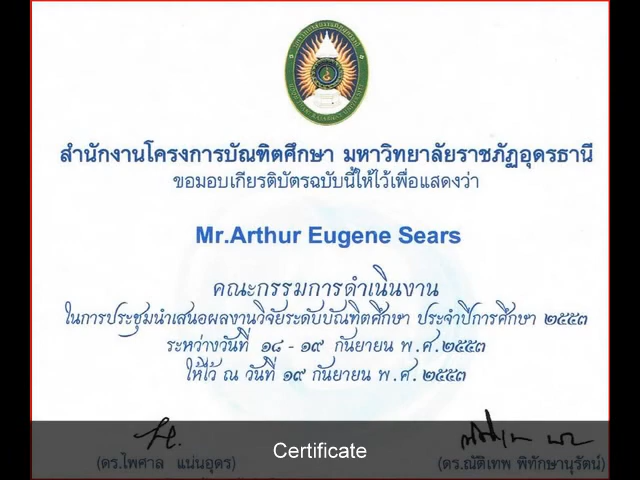 สำนักงานโครงการบัณฑิตศึกษา มหาวิทยาลัยราชภัฏอุดรธานี
ขอมอบเกียรติบัตรฉบับนี้ให้ไว้เพื่อแสดงว่า
Mr.Arthur Eugene Sears
คณะกรรมการดำเนินงาน
ในการประชุมนำเสนอผลงานวิจัยระดับบัณฑิตศึกษา ประจำปีการศึกษา ๒๕๕๓
ระหว่างวันที่ ๑๘ - ๑๙ กันยายน พ.ศ.๒๕๕๓
ให้ไว้ ณ วันที่ ๑๙ กันยายน พ.ศ.๒๕๕๓
(ดร.ไพศาล แน่นอุดร)
(ดร.ณัติเทพ พิทักษานุรัตน์)
Certificate